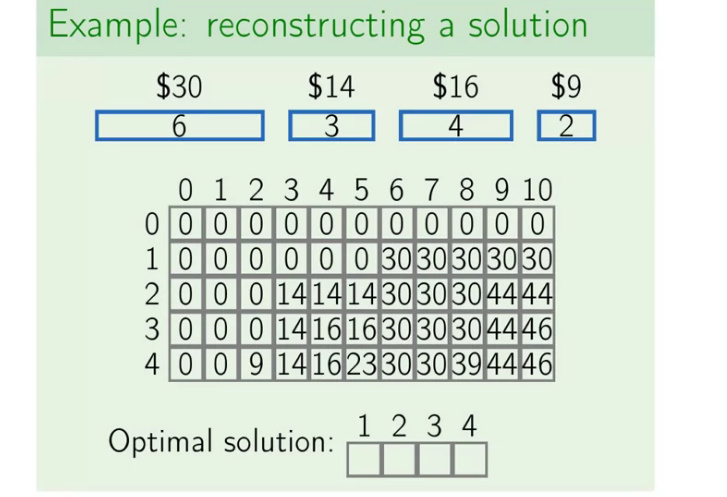 Example: reconstructing a solution
$30 $14 $16 $9
6 3 4 2
0 1 2 3 4 5 6 7 8 9 10
0 0 0 0 0 0 0 0 0 0 0 0
1 0 0 0 0 0 0 30 30 30 30 30
2 0 0 0 14 14 14 30 30 30 44 44
3 0 0 0 14 16 16 30 30 30 44 46
4 0 0 9 14 16 23 30 30 39 44 46
1 2 3 4
Optimal solution: